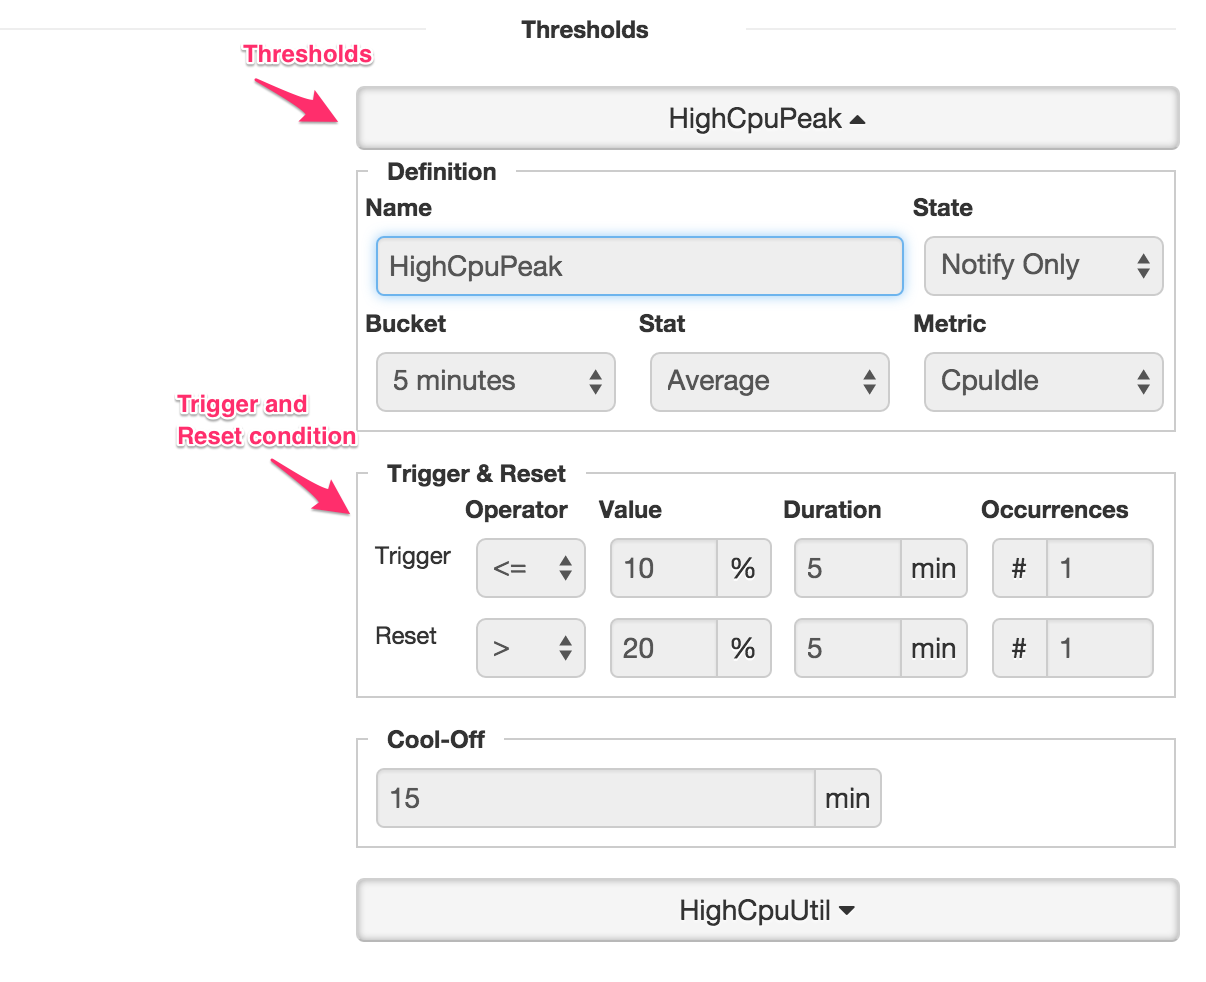 Thresholds
Thresholds
HighCpuPeak
Definition
Name State
HighCpuPeak Notify Only
Bucket Stat Metric
5 minutes Average CpuIdle
Trigger and
Reset condition
Trigger & Reset
Operator Value Duration Occurrences
Trigger <= 10 % 5 min # 1
Reset > 20 % 5 min # 1
Cool-Off
15 min
HighCpuUtil